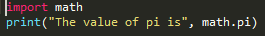 import math
print("The value of pi is", math.pi)